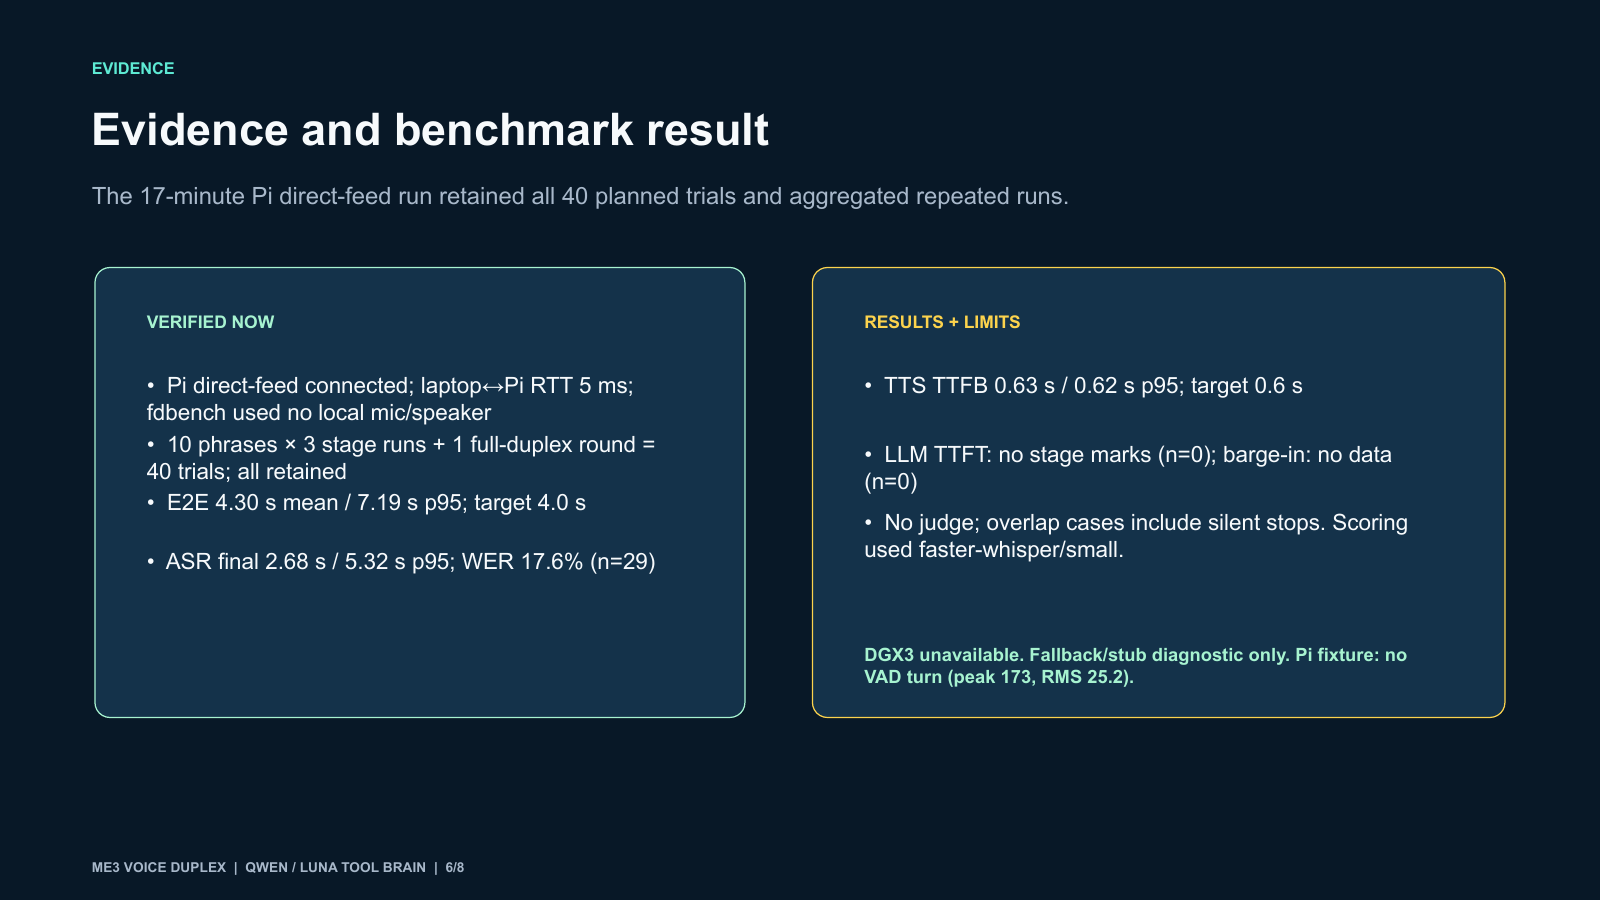 EVIDENCE
Evidence and benchmark result
The 17-minute Pi direct-feed run retained all 40 planned trials and aggregated repeated runs.
VERIFIED NOW
• Pi direct-feed connected; laptop↔Pi RTT 5 ms;
fdbench used no local mic/speaker
• 10 phrases × 3 stage runs + 1 full-duplex round =
40 trials; all retained
• E2E 4.30 s mean / 7.19 s p95; target 4.0 s
• ASR final 2.68 s / 5.32 s p95; WER 17.6% (n=29)
RESULTS + LIMITS
• TTS TTFB 0.63 s / 0.62 s p95; target 0.6 s
• LLM TTFT: no stage marks (n=0); barge-in: no data
(n=0)
• No judge; overlap cases include silent stops. Scoring
used faster-whisper/small.
DGX3 unavailable. Fallback/stub diagnostic only. Pi fixture: no
VAD turn (peak 173, RMS 25.2).
ME3 VOICE DUPLEX | QWEN / LUNA TOOL BRAIN | 6/8